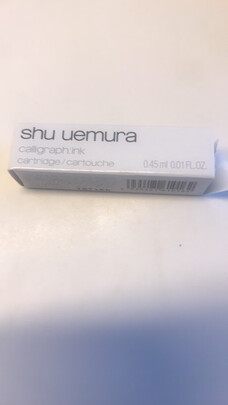 shu uemura
calligraph:ink
cartridge/cartouche 0.45 ml 0.01 FL.OZ.